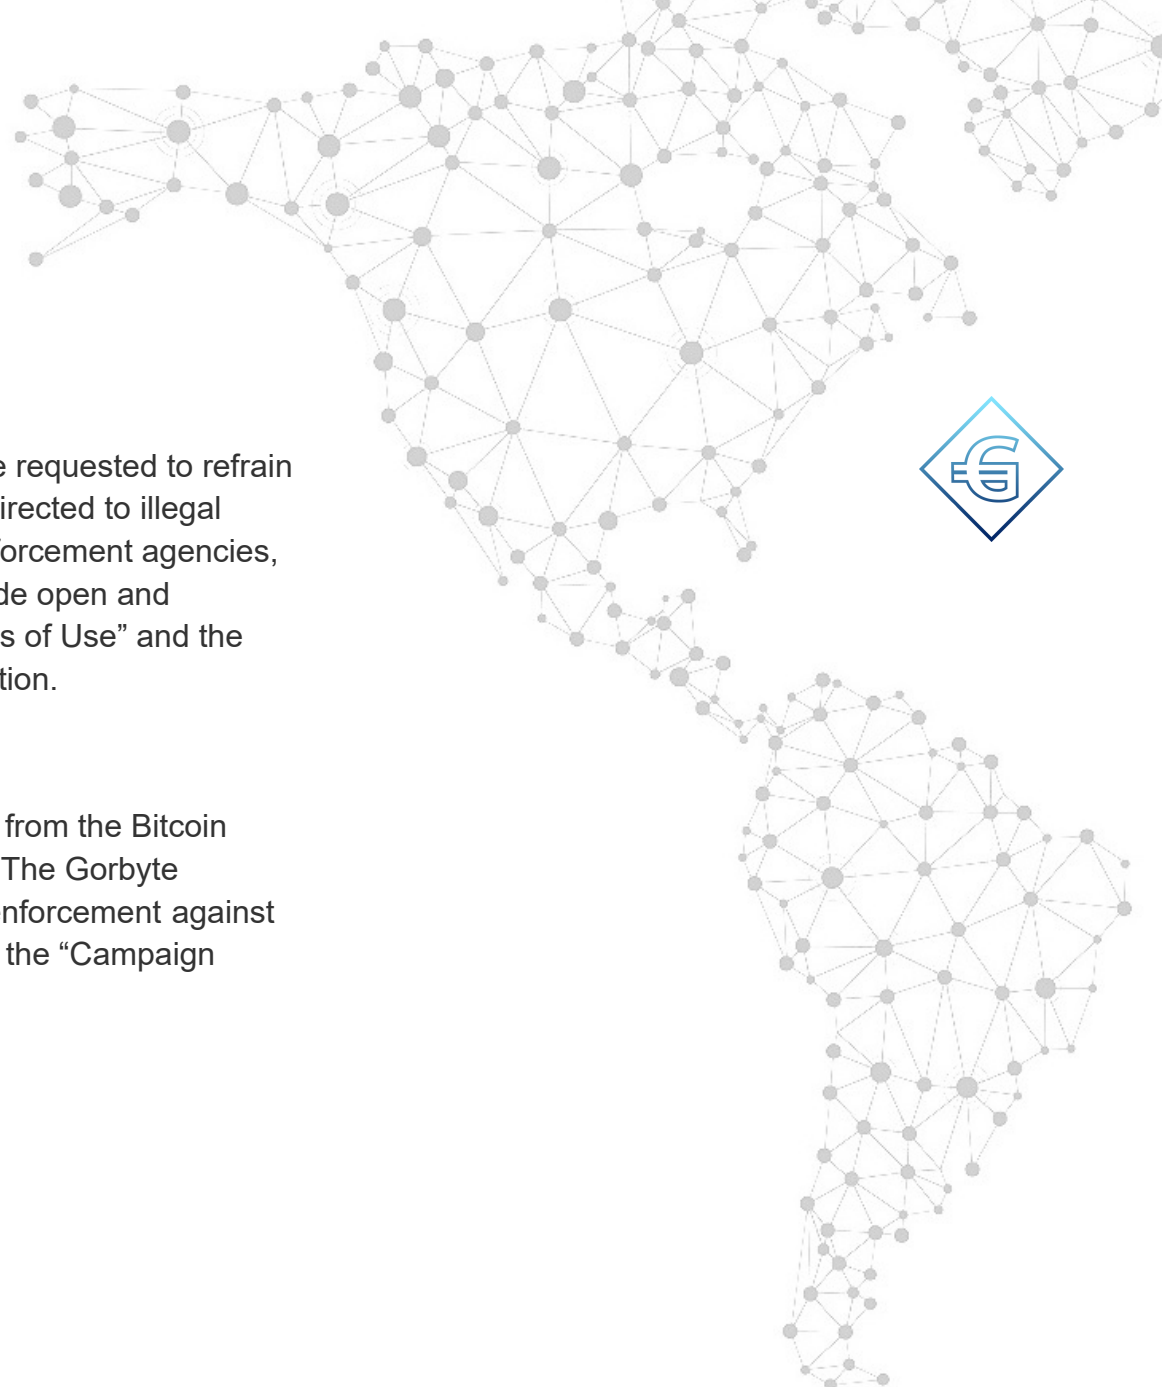 requested to refrain
irected to illegal
forcement agencies,
de open and
s of Use” and the
tion.
from the Bitcoin
The Gorbyte
nforcement against
the “Campaign